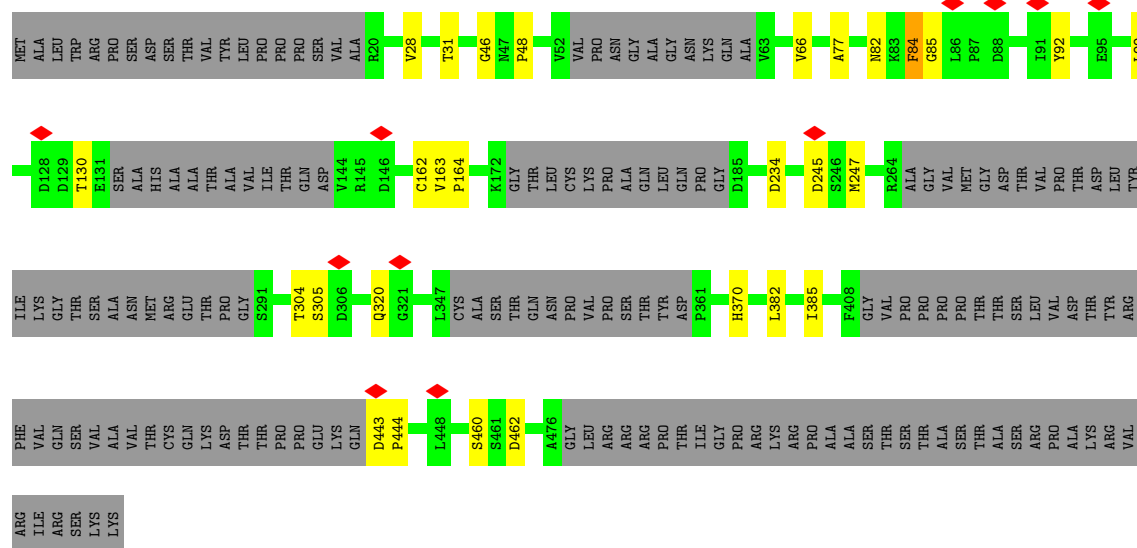 MET ALA LEU TRP ARG PRO SER ASP SER THR VAL TYR LEU PRO PRO PRO SER VAL ALA R20 V28 T31 G46 N47 P48 V52 VAL PRO ASN GLY ALA GLY ASN LYS GLN ALA V63 V66 A77 N82 K83 F84 G85 L86 P87 D88 I91 Y92 E95
D128 D129 T130 E131 SER ALA HIS ALA ALA THR ALA VAL ILE THR GLN ASP V144 R145 D146 C162 V163 P164 K172 GLY THR LEU CYS LYS PRO ALA GLN LEU GLN PRO GLY D185 D234 D245 S246 M247 R264 ALA GLY VAL MET GLY ASP THR VAL PRO THR ASP LEU TYR
ILE LYS GLY THR SER ALA ASN MET ARG GLU THR PRO GLY S291 T304 S305 D306 Q320 G321 L347 CYS ALA SER THR GLN ASN PRO VAL PRO SER THR TYR ASP P361 H370 L382 I385 F408 GLY VAL PRO PRO PRO PRO THR THR SER LEU VAL ASP THR TYR ARG
PHE VAL GLN SER VAL ALA VAL THR CYS GLN LYS ASP THR THR PRO PRO GLU LYS GLN D443 P444 L448 S460 S461 D462 A476 GLY LEU ARG ARG ARG PRO THR ILE GLY PRO ARG LYS ARG PRO ALA ALA SER THR SER THR ALA SER THR ALA SER ARG PRO ALA LYS ARG VAL
ARG ILE ARG SER LYS LYS